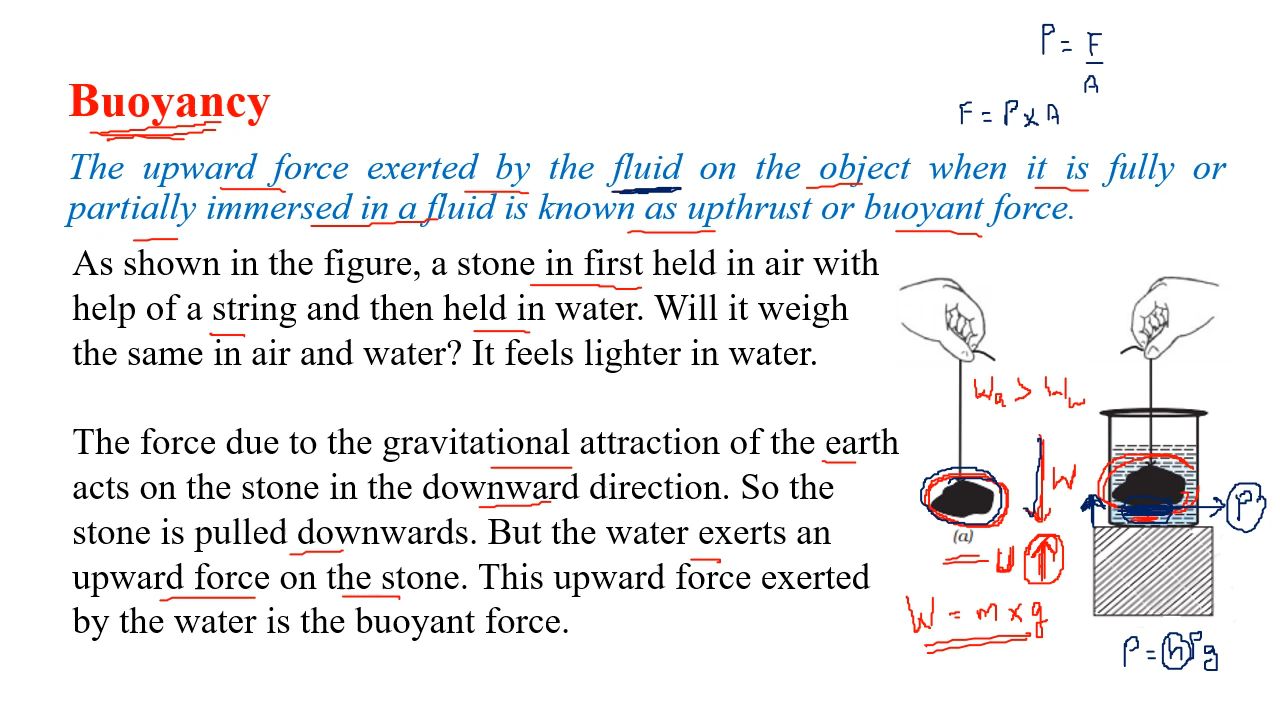 P = F/A
F = P x A
Buoyancy
The upward force exerted by the fluid on the object when it is fully or
partially immersed in a fluid is known as upthrust or buoyant force.
As shown in the figure, a stone in first held in air with
help of a string and then held in water. Will it weigh
the same in air and water? It feels lighter in water.
The force due to the gravitational attraction of the earth
acts on the stone in the downward direction. So the
stone is pulled downwards. But the water exerts an
upward force on the stone. This upward force exerted
by the water is the buoyant force.
Wa > Ww
W
P
(a)
U
W = m x g
P = hρg